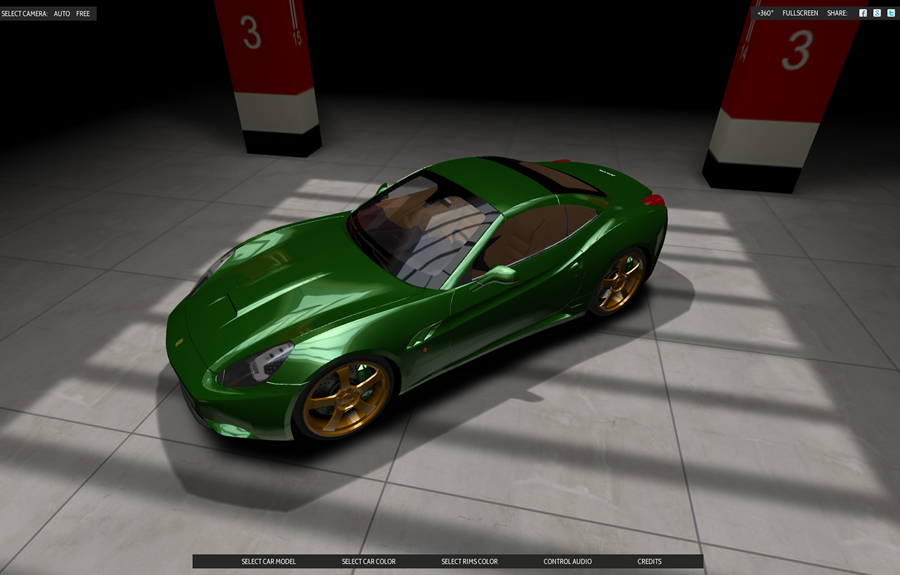 SELECT CAMERA: AUTO FREE
+360° FULLSCREEN SHARE:
3
15
14
3
SELECT CAR MODEL SELECT CAR COLOR SELECT RIMS COLOR CONTROL AUDIO CREDITS